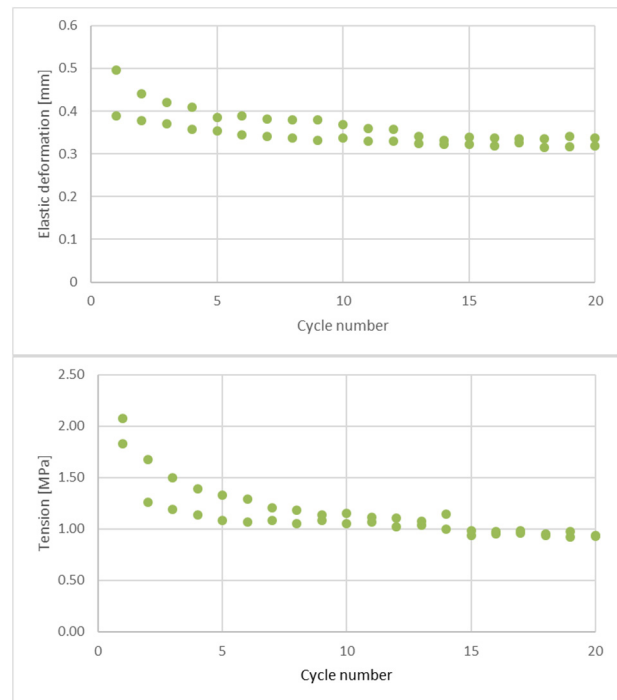 0.6
0.5
0.4
0.3
0.2
0.1
0
0 5 10 15 20
Elastic deformation [mm]
Cycle number
2.50
2.00
1.50
1.00
0.50
0.00
0 5 10 15 20
Tension [MPa]
Cycle number